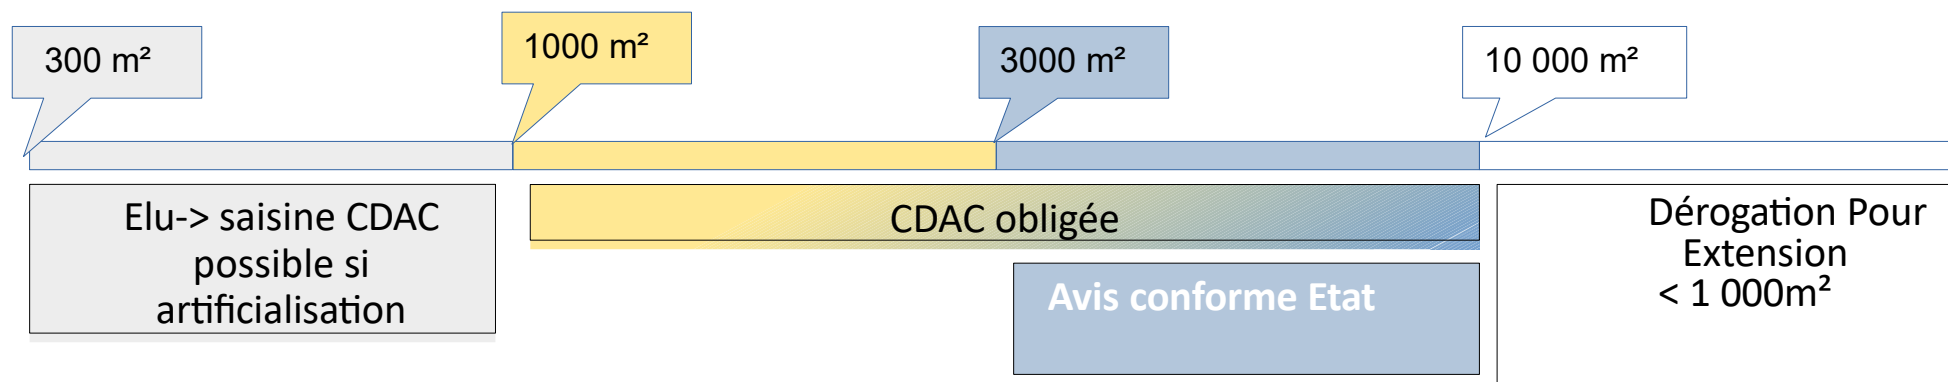 300 m²
1000 m²
3000 m²
10 000 m²
Elu-> saisine CDAC
possible si
artificialisation
CDAC obligée
Avis conforme Etat
Dérogation Pour
Extension
< 1 000m²